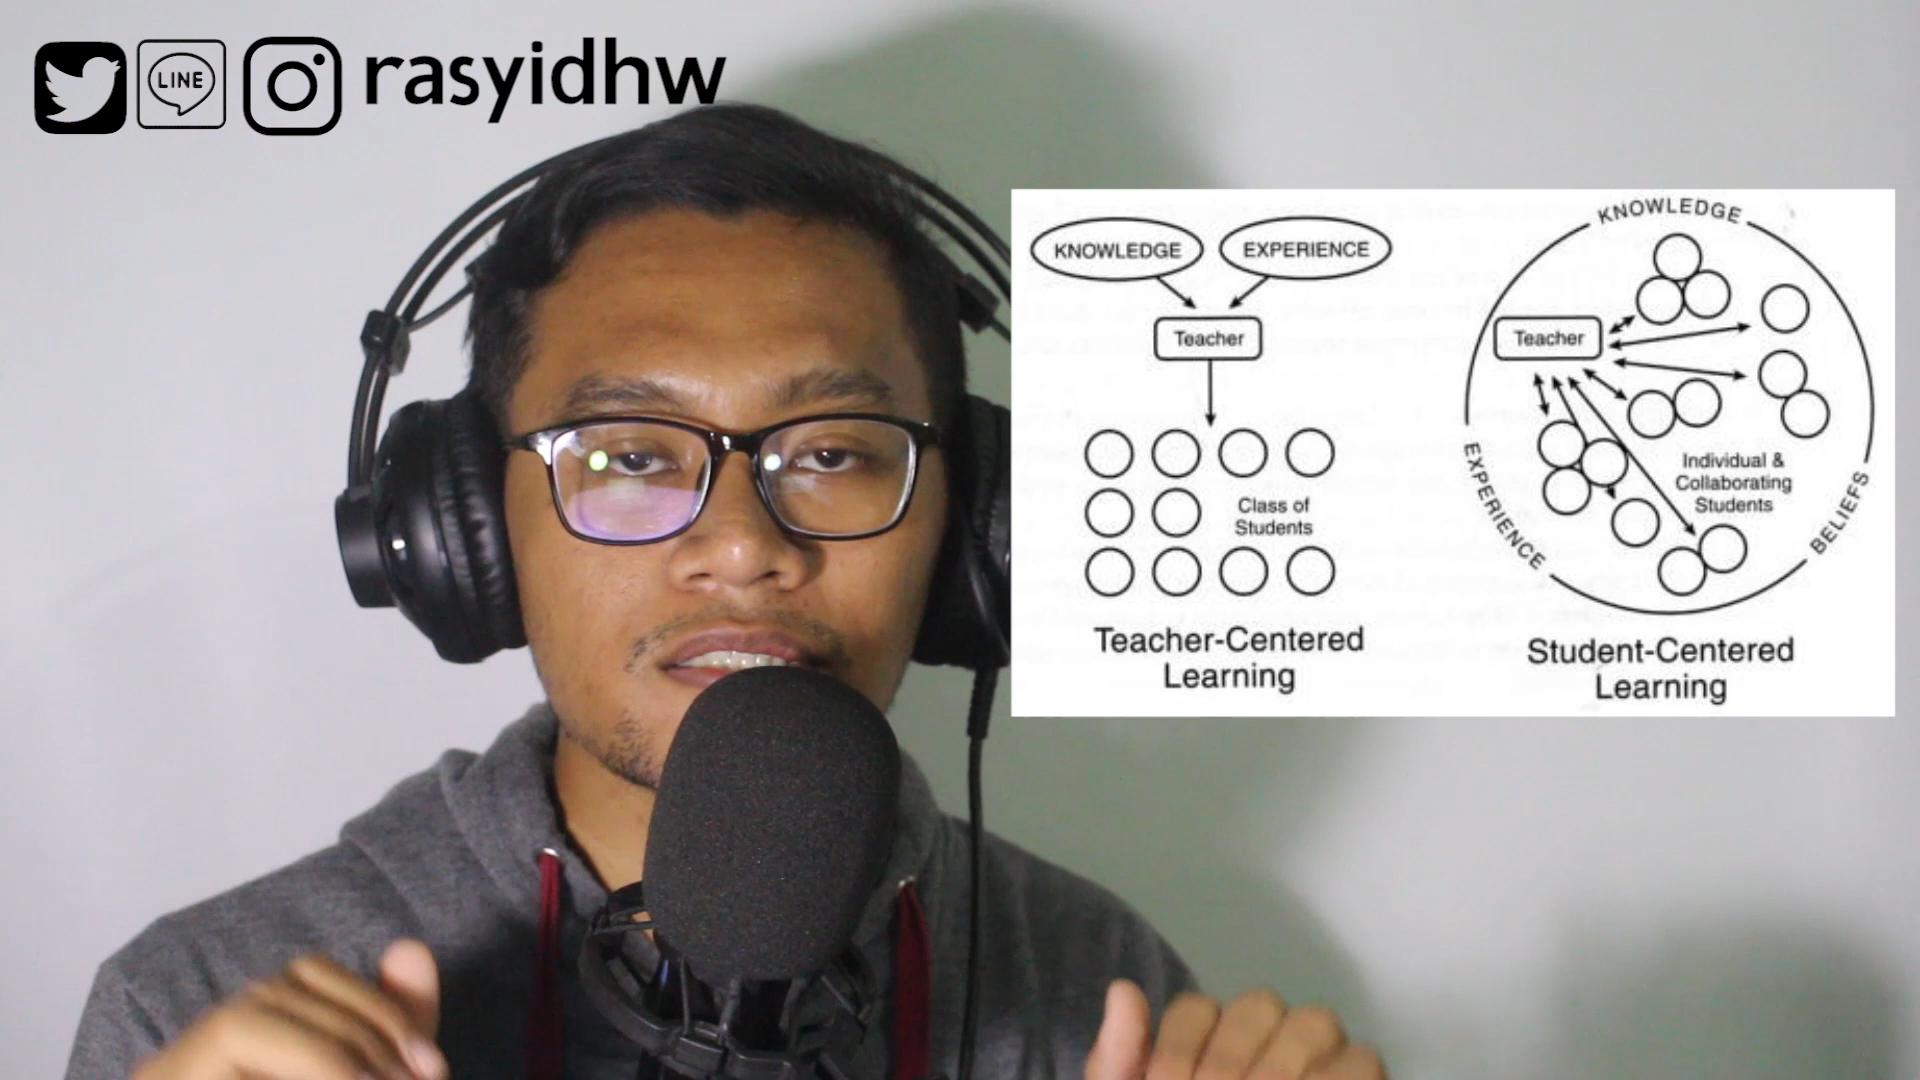 LINE
rasyidhw
KNOWLEDGE
EXPERIENCE
Teacher
Class of
Students
Teacher-Centered
Learning
KNOWLEDGE
Teacher
Individual &
Collaborating
Students
EXPERIENCE
BELIEFS
Student-Centered
Learning